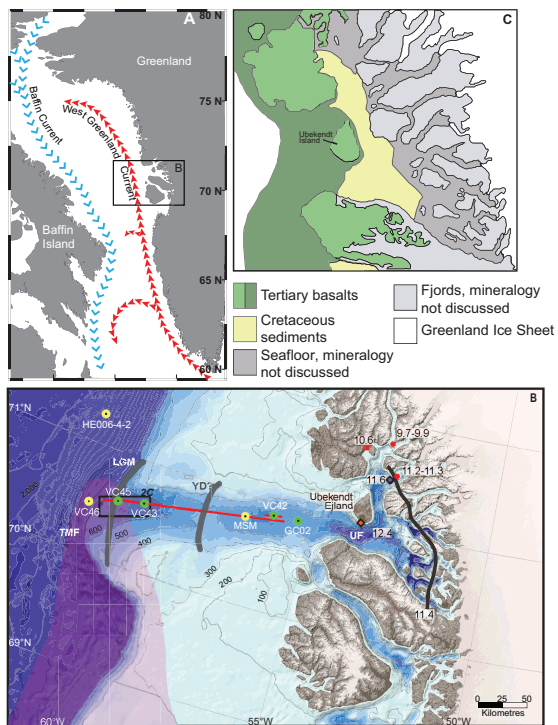 A
80 N
Greenland
75 N
Baffin Current
West Greenland
Current
B
70 N
Baffin
Island
65 N
60 N
C
Ubekendt
Island
Tertiary basalts
Cretaceous
sediments
Seafloor, mineralogy
not discussed
Fjords, mineralogy
not discussed
Greenland Ice Sheet
B
71°N
HE006-4-2
10.6
9.7-9.9
2,000
LGM
YD?
11.2-11.3
11.6
VC45
2C
VC46
VC43
Ubekendt
Ejland
VC42
MSM
GC02
70°N
TMF
600
500
400
UF
12.4
300
200
100
11.4
69°N
0 25 50
Kilometres
60°W
55°W
50°W